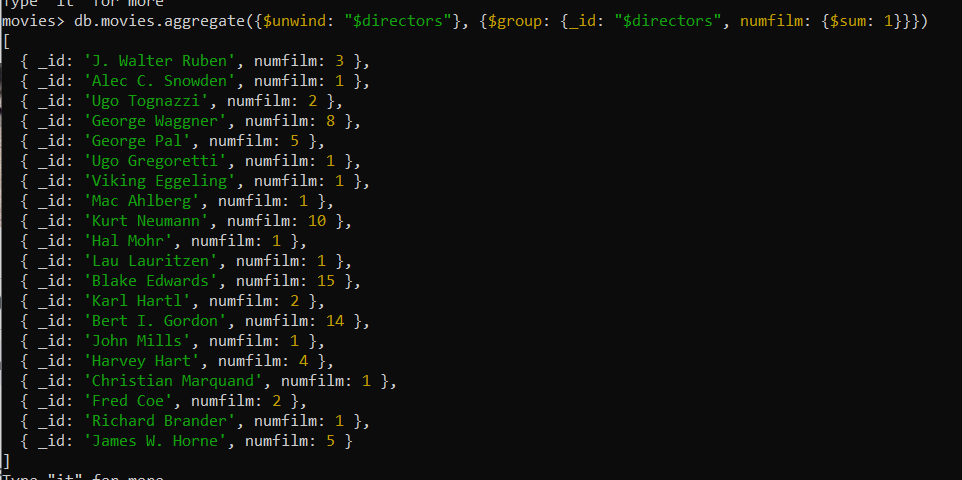 Type "it" for more
movies> db.movies.aggregate({$unwind: "$directors"}, {$group: {_id: "$directors", numfilm: {$sum: 1}}})
[
  { _id: 'J. Walter Ruben', numfilm: 3 },
  { _id: 'Alec C. Snowden', numfilm: 1 },
  { _id: 'Ugo Tognazzi', numfilm: 2 },
  { _id: 'George Waggner', numfilm: 8 },
  { _id: 'George Pal', numfilm: 5 },
  { _id: 'Ugo Gregoretti', numfilm: 1 },
  { _id: 'Viking Eggeling', numfilm: 1 },
  { _id: 'Mac Ahlberg', numfilm: 1 },
  { _id: 'Kurt Neumann', numfilm: 10 },
  { _id: 'Hal Mohr', numfilm: 1 },
  { _id: 'Lau Lauritzen', numfilm: 1 },
  { _id: 'Blake Edwards', numfilm: 15 },
  { _id: 'Karl Hartl', numfilm: 2 },
  { _id: 'Bert I. Gordon', numfilm: 14 },
  { _id: 'John Mills', numfilm: 1 },
  { _id: 'Harvey Hart', numfilm: 4 },
  { _id: 'Christian Marquand', numfilm: 1 },
  { _id: 'Fred Coe', numfilm: 2 },
  { _id: 'Richard Brander', numfilm: 1 },
  { _id: 'James W. Horne', numfilm: 5 }
]
Type "it" for more